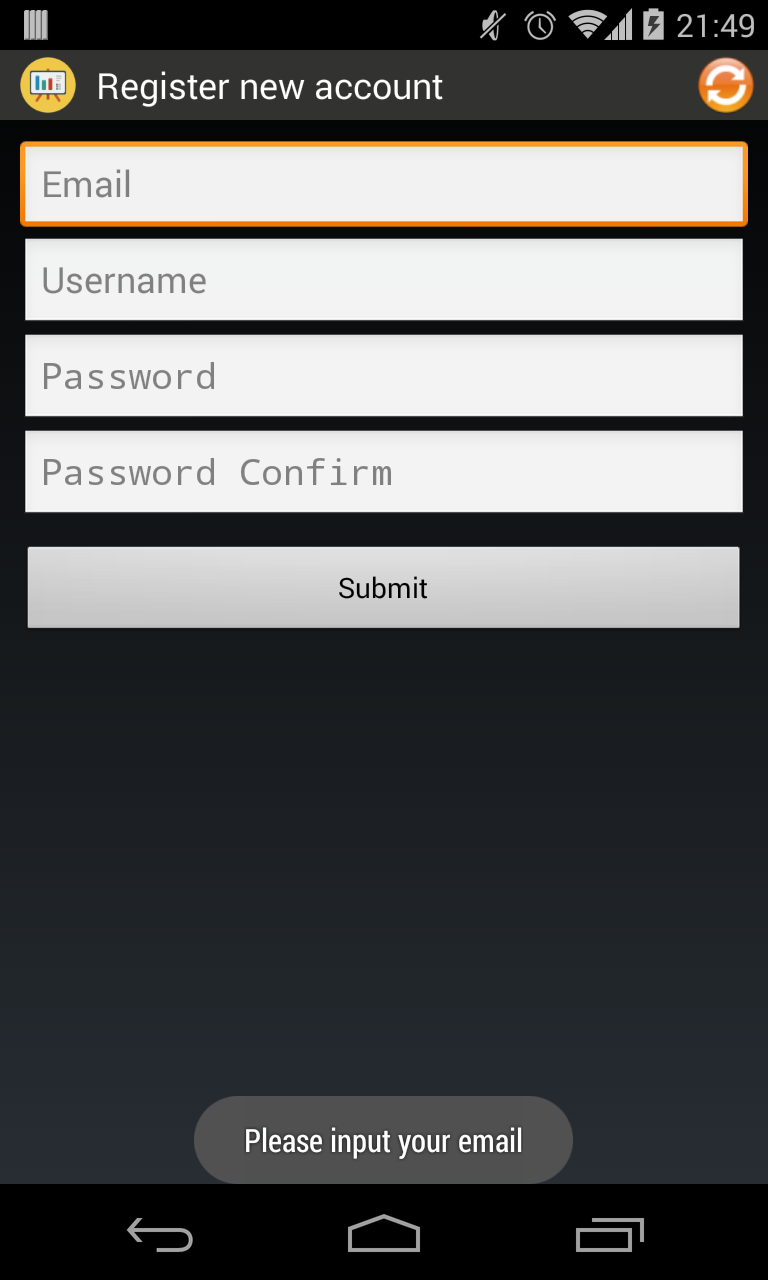 21:49
Register new account
Email
Username
Password
Password Confirm
Submit
Please input your email